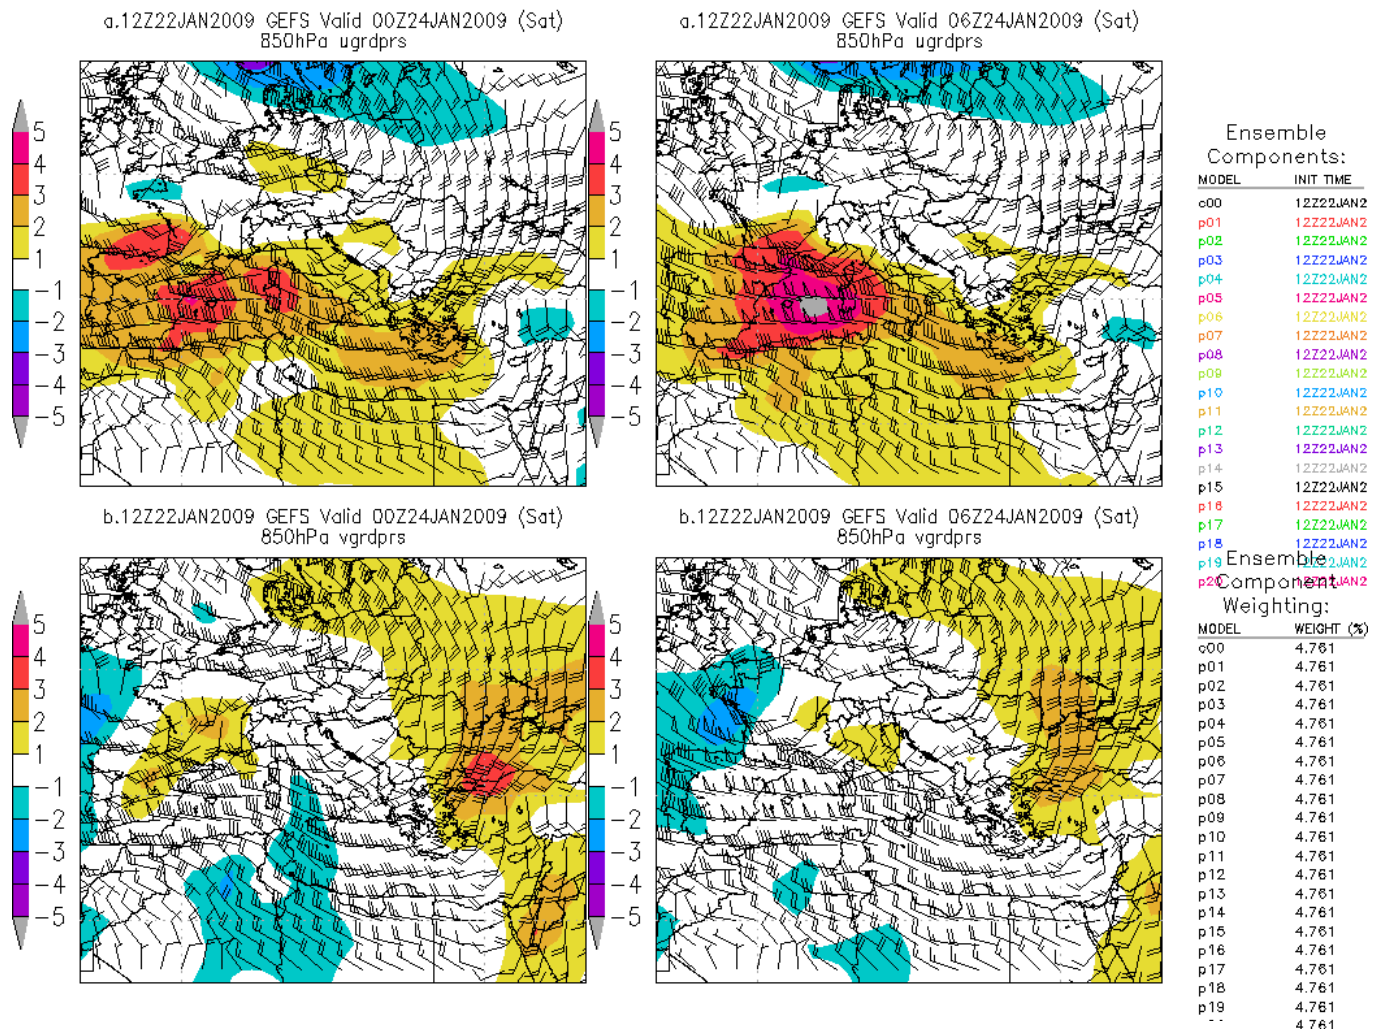 a.12Z22JAN2009 GEFS Valid 00Z24JAN2009 (Sat)
850hPa ugrdprs
a.12Z22JAN2009 GEFS Valid 06Z24JAN2009 (Sat)
850hPa ugrdprs
5
4
3
2
1
-1
-2
-3
-4
-5
5
4
3
2
1
-1
-2
-3
-4
-5
Ensemble
Components:
MODEL INIT TIME
c00 12Z22JAN2
p01 12Z22JAN2
p02 12Z22JAN2
p03 12Z22JAN2
p04 12Z22JAN2
p05 12Z22JAN2
p06 12Z22JAN2
p07 12Z22JAN2
p08 12Z22JAN2
p09 12Z22JAN2
p10 12Z22JAN2
p11 12Z22JAN2
p12 12Z22JAN2
p13 12Z22JAN2
p14 12Z22JAN2
p15 12Z22JAN2
p16 12Z22JAN2
p17 12Z22JAN2
p18 12Z22JAN2
p19 12Z22JAN2
p20 12Z22JAN2
b.12Z22JAN2009 GEFS Valid 00Z24JAN2009 (Sat)
850hPa vgrdprs
b.12Z22JAN2009 GEFS Valid 06Z24JAN2009 (Sat)
850hPa vgrdprs
5
4
3
2
1
-1
-2
-3
-4
-5
5
4
3
2
1
-1
-2
-3
-4
-5
Ensemble
Component
Weighting:
MODEL WEIGHT (%)
c00 4.761
p01 4.761
p02 4.761
p03 4.761
p04 4.761
p05 4.761
p06 4.761
p07 4.761
p08 4.761
p09 4.761
p10 4.761
p11 4.761
p12 4.761
p13 4.761
p14 4.761
p15 4.761
p16 4.761
p17 4.761
p18 4.761
p19 4.761
4.761